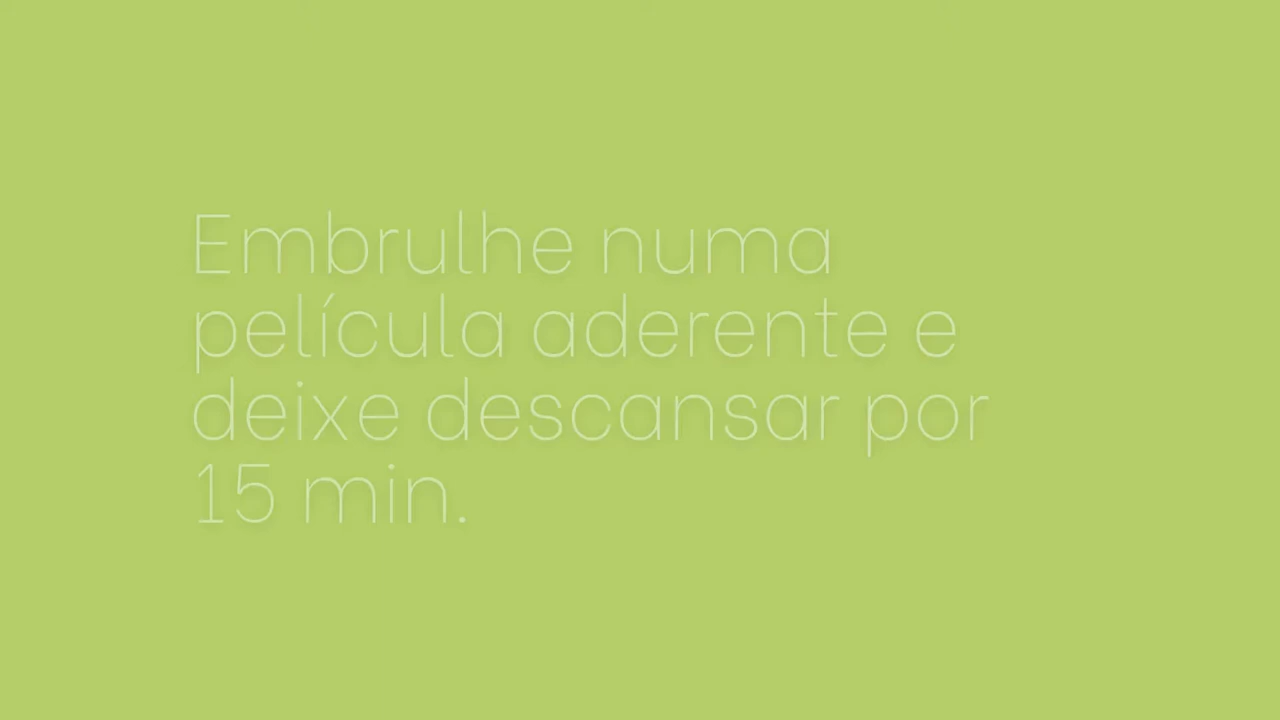 Embrulhe numa
película aderente e
deixe descansar por
15 min.